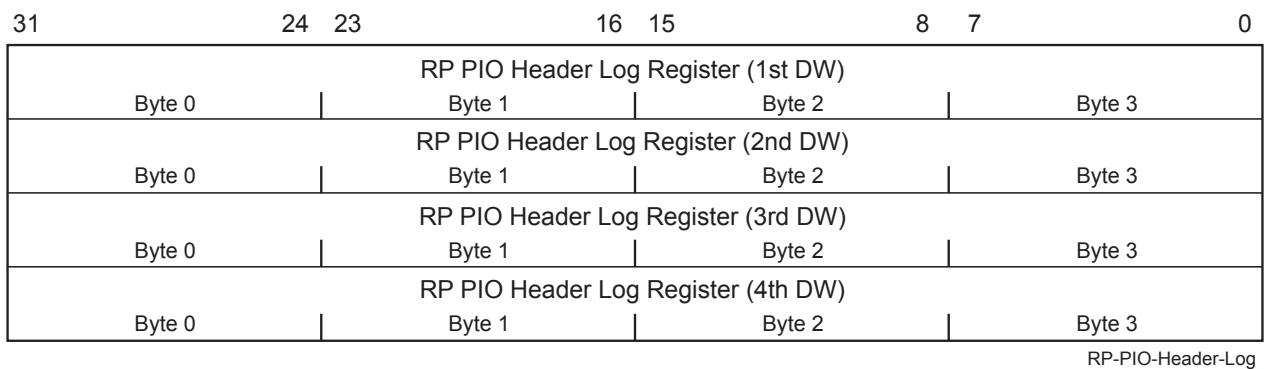 31 24 23 16 15 8 7 0
RP PIO Header Log Register (1st DW)
Byte 0 Byte 1 Byte 2 Byte 3
RP PIO Header Log Register (2nd DW)
Byte 0 Byte 1 Byte 2 Byte 3
RP PIO Header Log Register (3rd DW)
Byte 0 Byte 1 Byte 2 Byte 3
RP PIO Header Log Register (4th DW)
Byte 0 Byte 1 Byte 2 Byte 3
RP-PIO-Header-Log